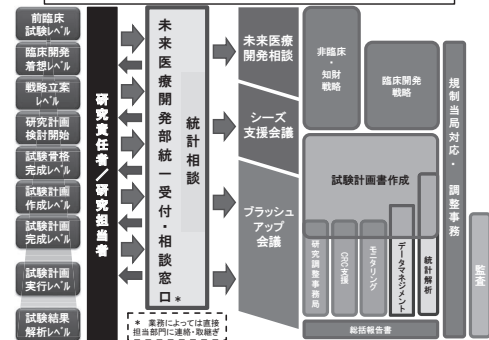 前臨床
試験レベル
臨床開発
着想レベル
戦略立案
レベル
研究計画
検討開始
試験骨格
完成レベル
試験計画
作成レベル
試験計画
完成レベル
試験計画
実行レベル
試験結果
解析レベル
研究責任者/研究担当者
未来医療開発部統一受付・相談窓口*
統計相談
* 業務によっては直接
担当部門に連絡・取継ぎ
未来医療
開発相談
シーズ
支援会議
ブラッシュ
アップ
会議
非臨床
・
知財
戦略
臨床開発
戦略
試験計画書作成
研究調整事務局
CRC支援
モニタリング
データマネジメント
統計解析
総括報告書
規制当局対応・調整事務
監査